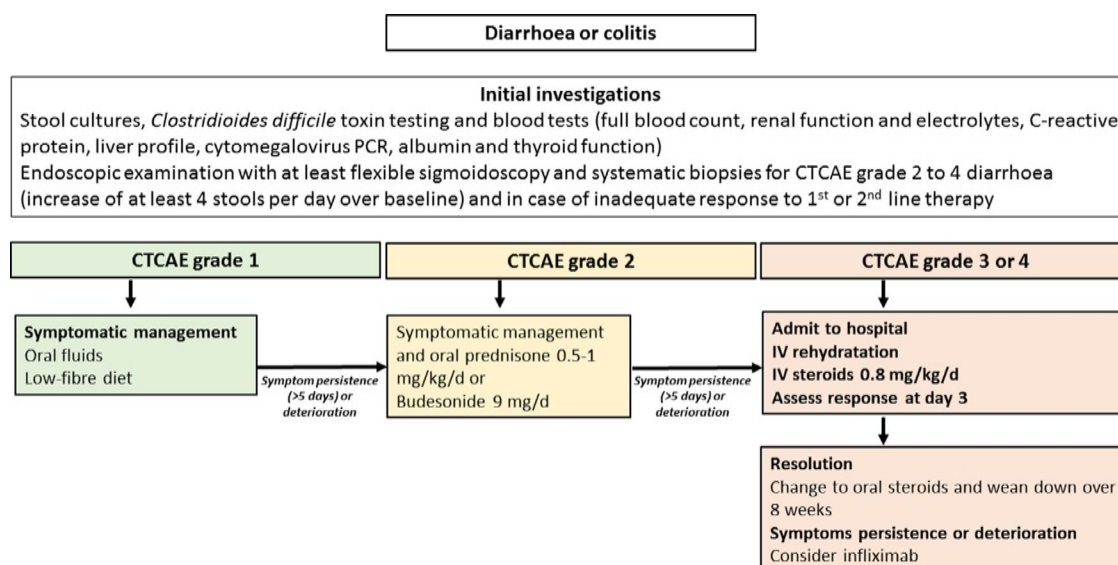 Diarrhoea or colitis
Initial investigations
Stool cultures, Clostridioides difficile toxin testing and blood tests (full blood count, renal function and electrolytes, C-reactive
protein, liver profile, cytomegalovirus PCR, albumin and thyroid function)
Endoscopic examination with at least flexible sigmoidoscopy and systematic biopsies for CTCAE grade 2 to 4 diarrhoea
(increase of at least 4 stools per day over baseline) and in case of inadequate response to 1st or 2nd line therapy
CTCAE grade 1
Symptomatic management
Oral fluids
Low-fibre diet
Symptom persistence
(>5 days) or
deterioration
CTCAE grade 2
Symptomatic management
and oral prednisone 0.5-1
mg/kg/d or
Budesonide 9 mg/d
Symptom persistence
(>5 days) or
deterioration
CTCAE grade 3 or 4
Admit to hospital
IV rehydratation
IV steroids 0.8 mg/kg/d
Assess response at day 3
Resolution
Change to oral steroids and wean down over
8 weeks
Symptoms persistence or deterioration
Consider infliximab